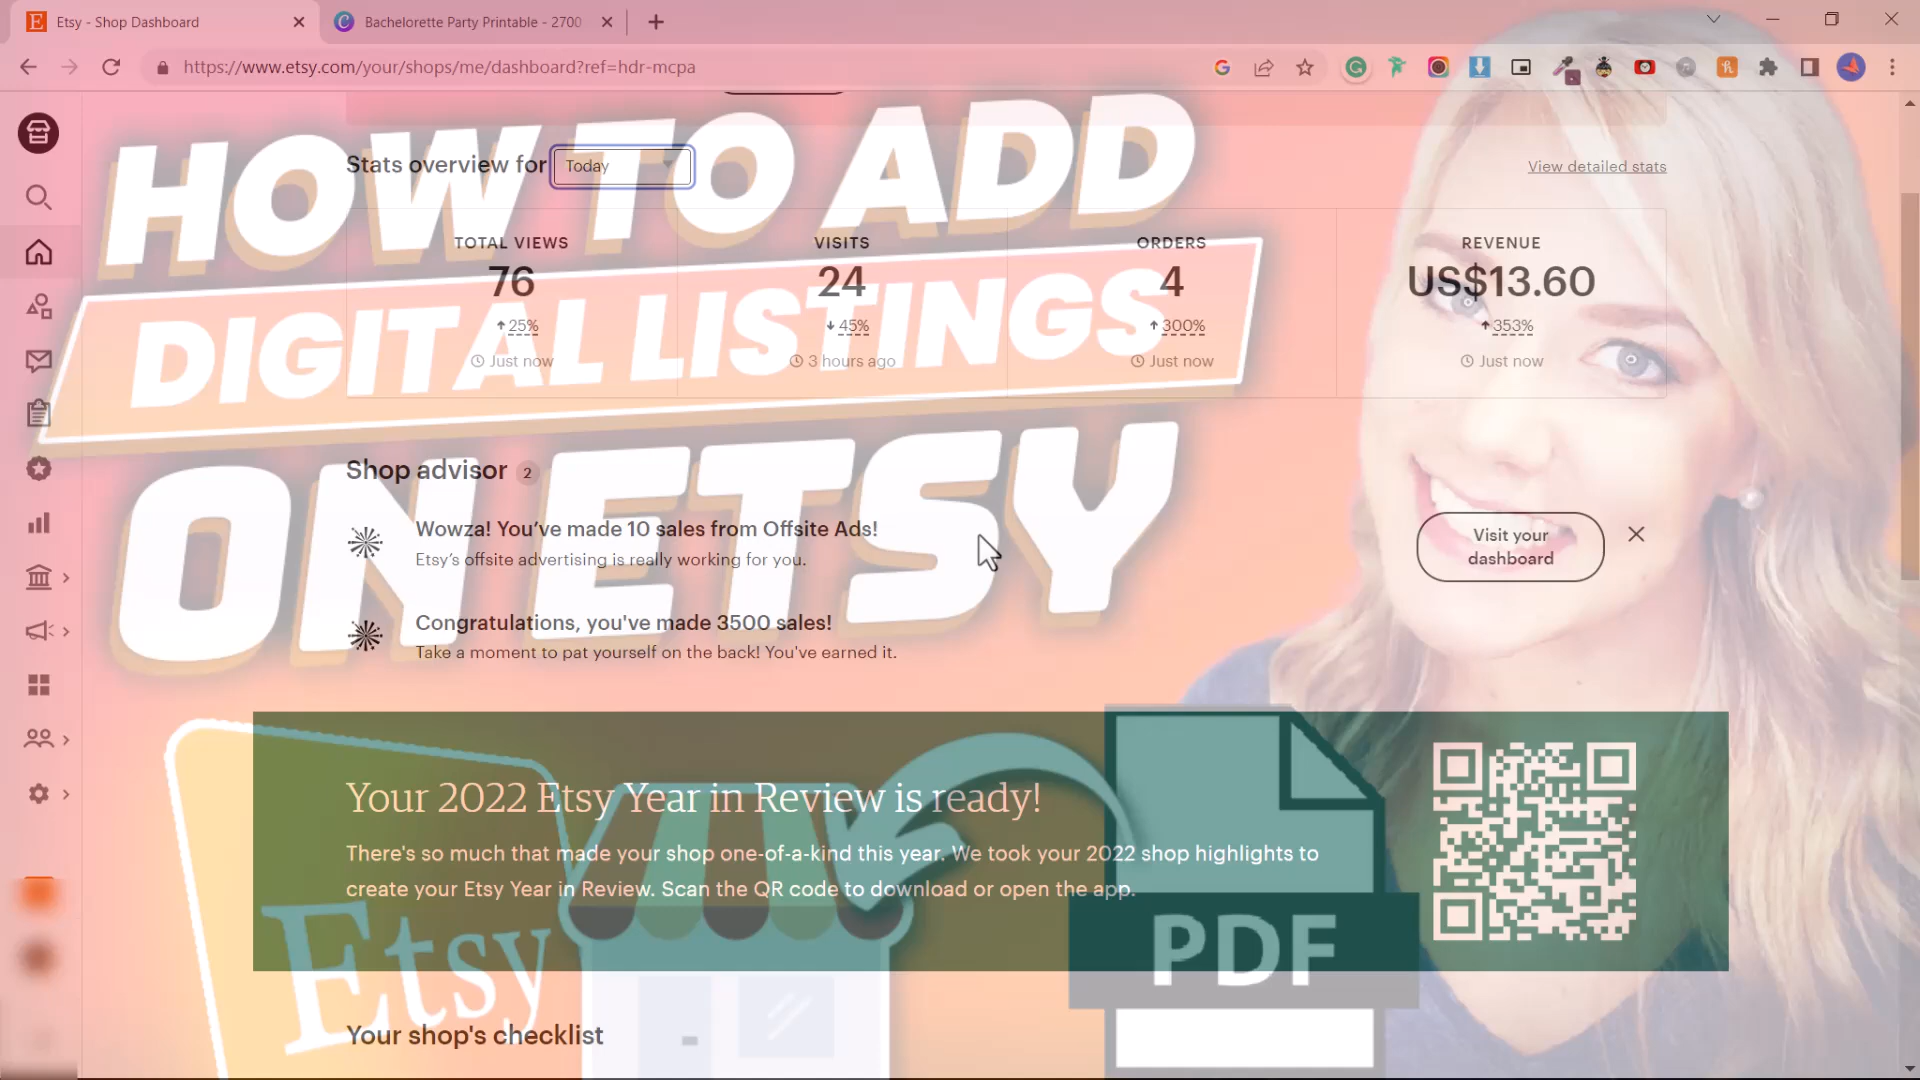 Etsy - Shop Dashboard
Bachelorette Party Printable - 2700
https://www.etsy.com/your/shops/me/dashboard?ref=hdr-mcpa
HOW TO ADD
DIGITAL LISTINGS
ON ETSY
Stats overview for Today
View detailed stats
TOTAL VIEWS
76
25%
Just now
VISITS
24
45%
3 hours ago
ORDERS
4
300%
Just now
REVENUE
US$13.60
353%
Just now
Shop advisor 2
Wowza! You’ve made 10 sales from Offsite Ads!
Etsy’s offsite advertising is really working for you.
Visit your
dashboard
Congratulations, you've made 3500 sales!
Take a moment to pat yourself on the back! You've earned it.
Your 2022 Etsy Year in Review is ready!
There's so much that made your shop one-of-a-kind this year. We took your 2022 shop highlights to
create your Etsy Year in Review. Scan the QR code to download or open the app.
Etsy
PDF
Your shop's checklist